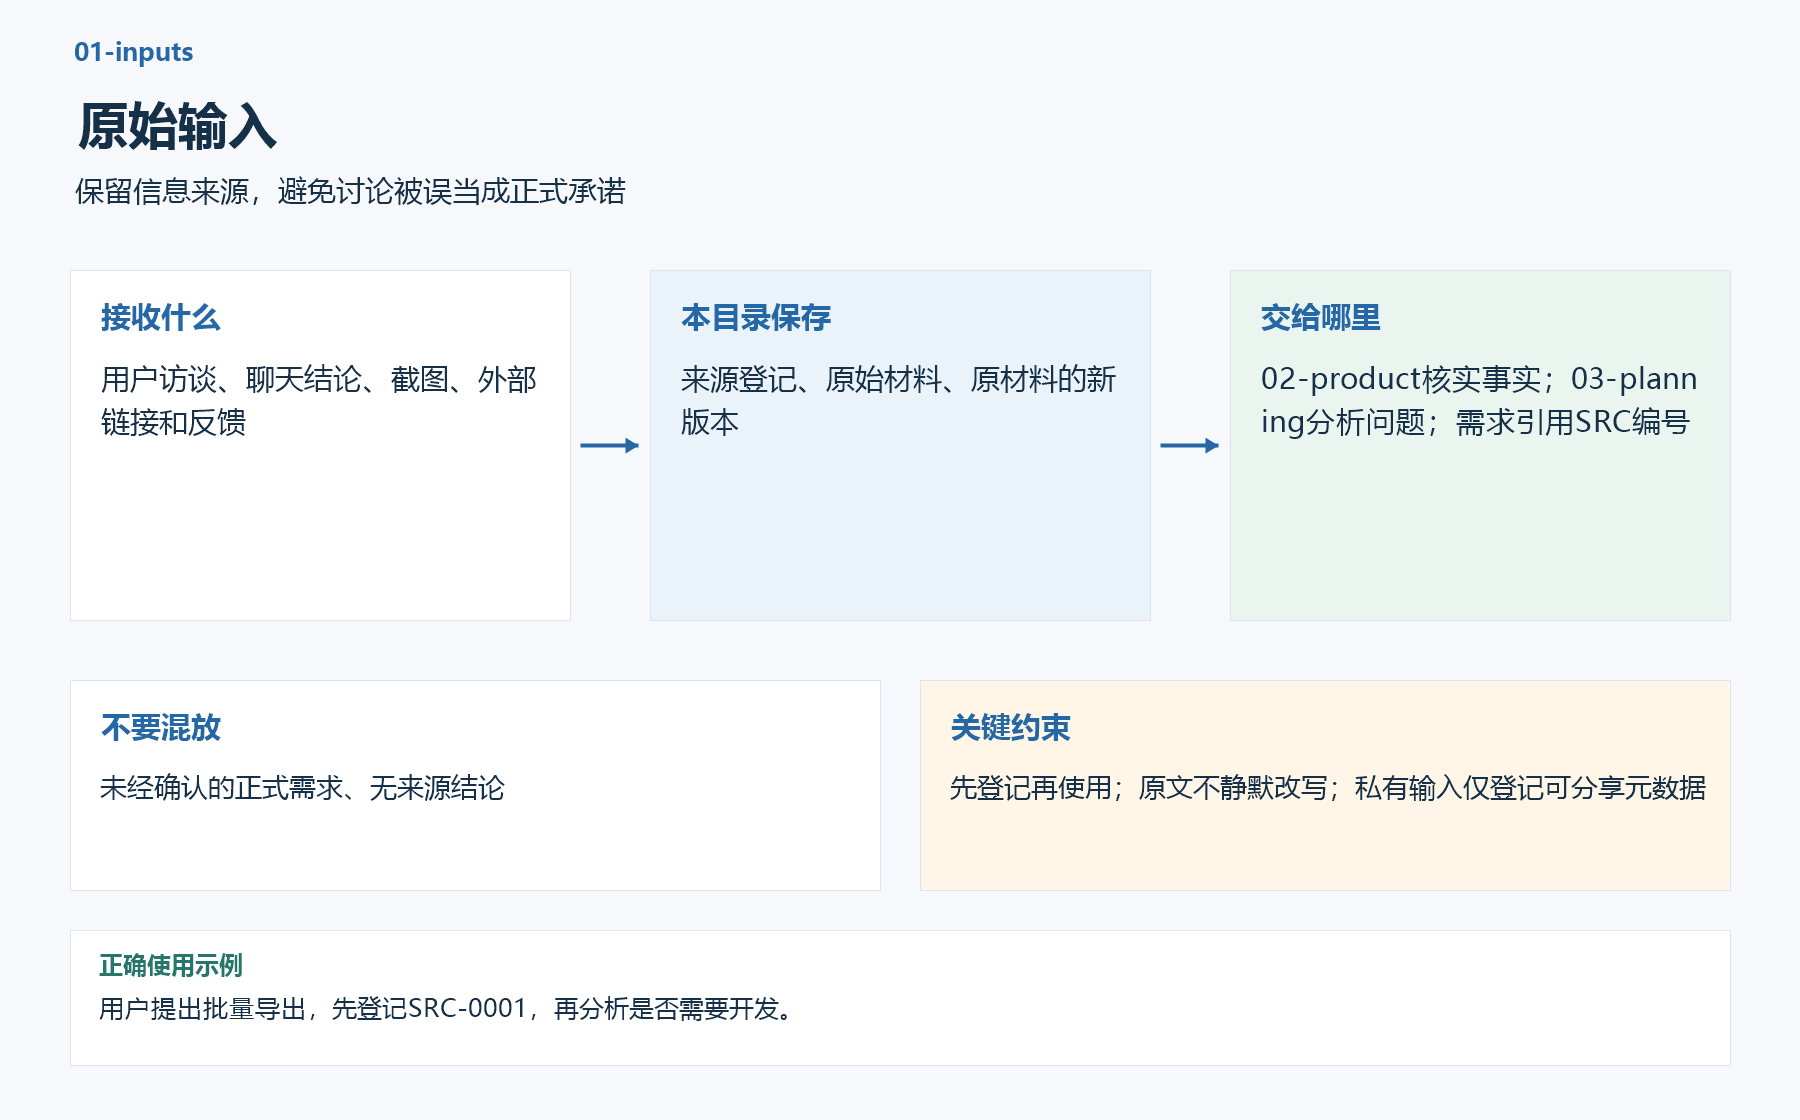 01-inputs
原始输入
保留信息来源，避免讨论被误当成正式承诺
接收什么
用户访谈、聊天结论、截图、外部
链接和反馈
本目录保存
来源登记、原始材料、原材料的新
版本
交给哪里
02-product核实事实；03-plann
ing分析问题；需求引用SRC编号
不要混放
未经确认的正式需求、无来源结论
关键约束
先登记再使用；原文不静默改写；私有输入仅登记可分享元数据
正确使用示例
用户提出批量导出，先登记SRC-0001，再分析是否需要开发。